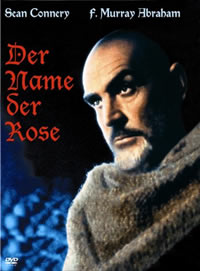 Sean Connery F. Murray Abraham
Der
Name
der
Rose
DVD